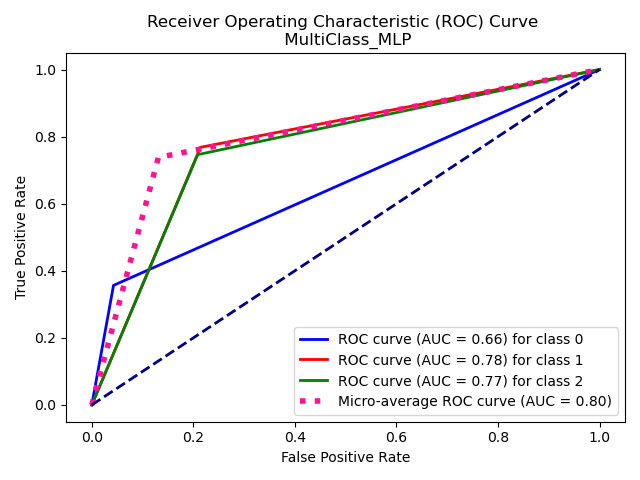 Receiver Operating Characteristic (ROC) Curve
MultiClass_MLP
True Positive Rate
1.0
0.8
0.6
0.4
0.2
0.0
ROC curve (AUC = 0.66) for class 0
ROC curve (AUC = 0.78) for class 1
ROC curve (AUC = 0.77) for class 2
Micro-average ROC curve (AUC = 0.80)
0.0 0.2 0.4 0.6 0.8 1.0
False Positive Rate